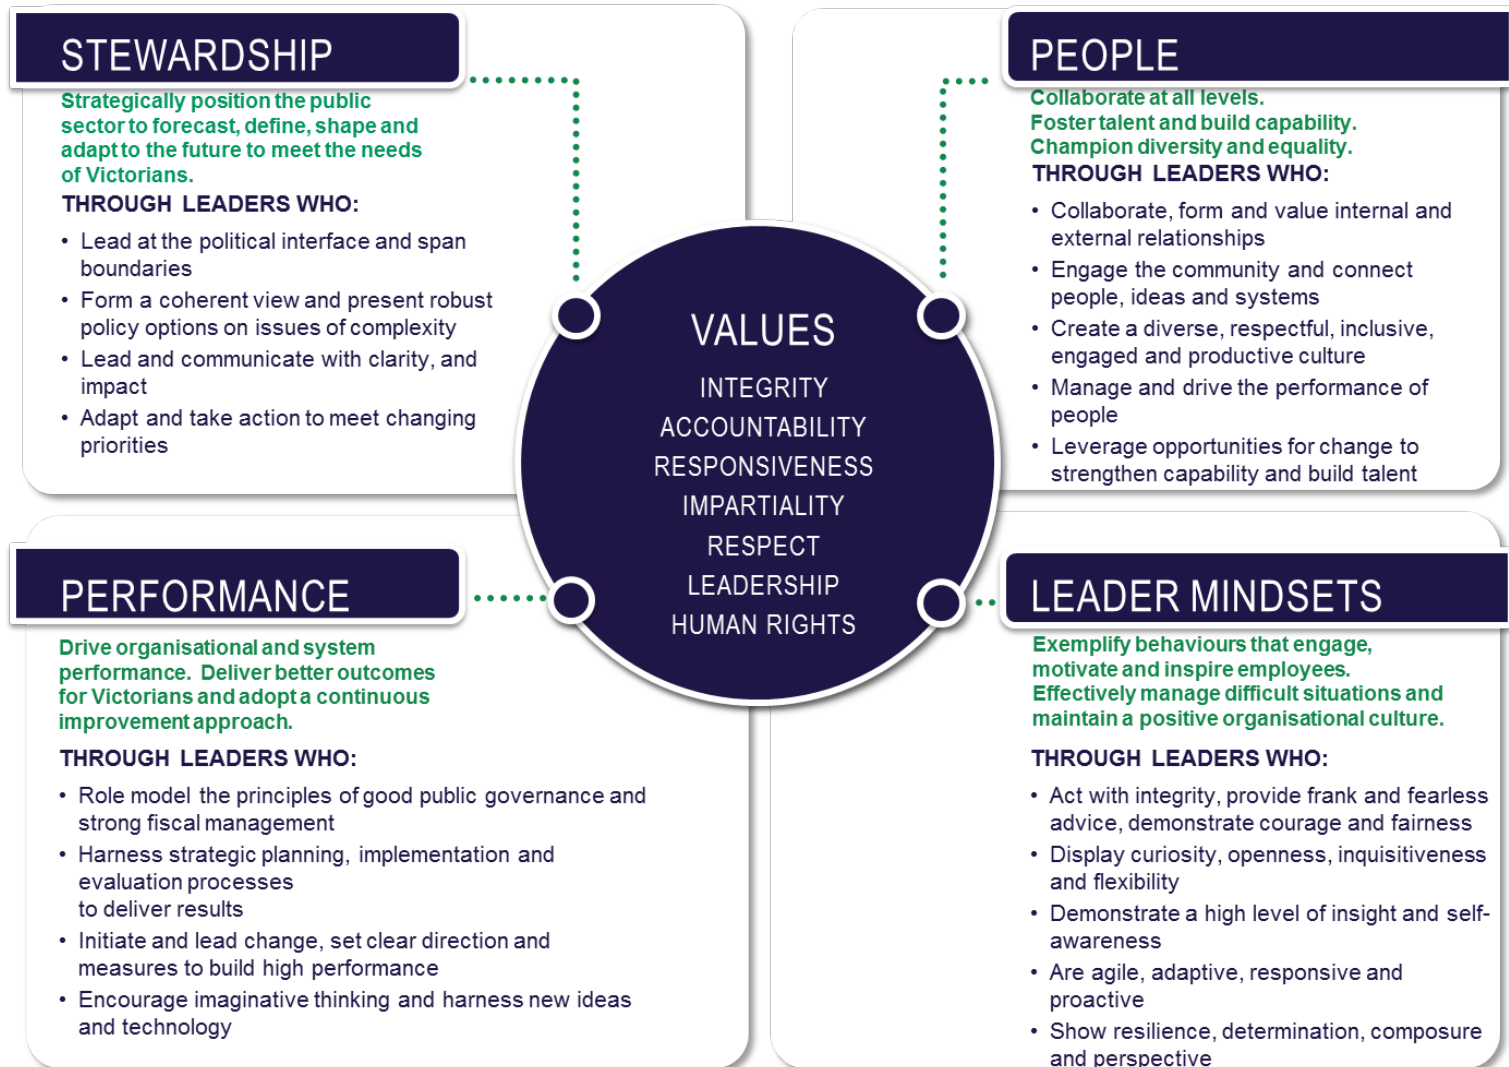 STEWARDSHIP
Strategically position the public
sector to forecast, define, shape and
adapt to the future to meet the needs
of Victorians.
THROUGH LEADERS WHO:
• Lead at the political interface and span
boundaries
• Form a coherent view and present robust
policy options on issues of complexity
• Lead and communicate with clarity, and
impact
• Adapt and take action to meet changing
priorities
PEOPLE
Collaborate at all levels.
Foster talent and build capability.
Champion diversity and equality.
THROUGH LEADERS WHO:
• Collaborate, form and value internal and
external relationships
• Engage the community and connect
people, ideas and systems
• Create a diverse, respectful, inclusive,
engaged and productive culture
• Manage and drive the performance of
people
• Leverage opportunities for change to
strengthen capability and build talent
VALUES
INTEGRITY
ACCOUNTABILITY
RESPONSIVENESS
IMPARTIALITY
RESPECT
LEADERSHIP
HUMAN RIGHTS
PERFORMANCE
Drive organisational and system
performance. Deliver better outcomes
for Victorians and adopt a continuous
improvement approach.
THROUGH LEADERS WHO:
• Role model the principles of good public governance and
strong fiscal management
• Harness strategic planning, implementation and
evaluation processes
to deliver results
• Initiate and lead change, set clear direction and
measures to build high performance
• Encourage imaginative thinking and harness new ideas
and technology
LEADER MINDSETS
Exemplify behaviours that engage,
motivate and inspire employees.
Effectively manage difficult situations and
maintain a positive organisational culture.
THROUGH LEADERS WHO:
• Act with integrity, provide frank and fearless
advice, demonstrate courage and fairness
• Display curiosity, openness, inquisitiveness
and flexibility
• Demonstrate a high level of insight and self-
awareness
• Are agile, adaptive, responsive and
proactive
• Show resilience, determination, composure
and perspective